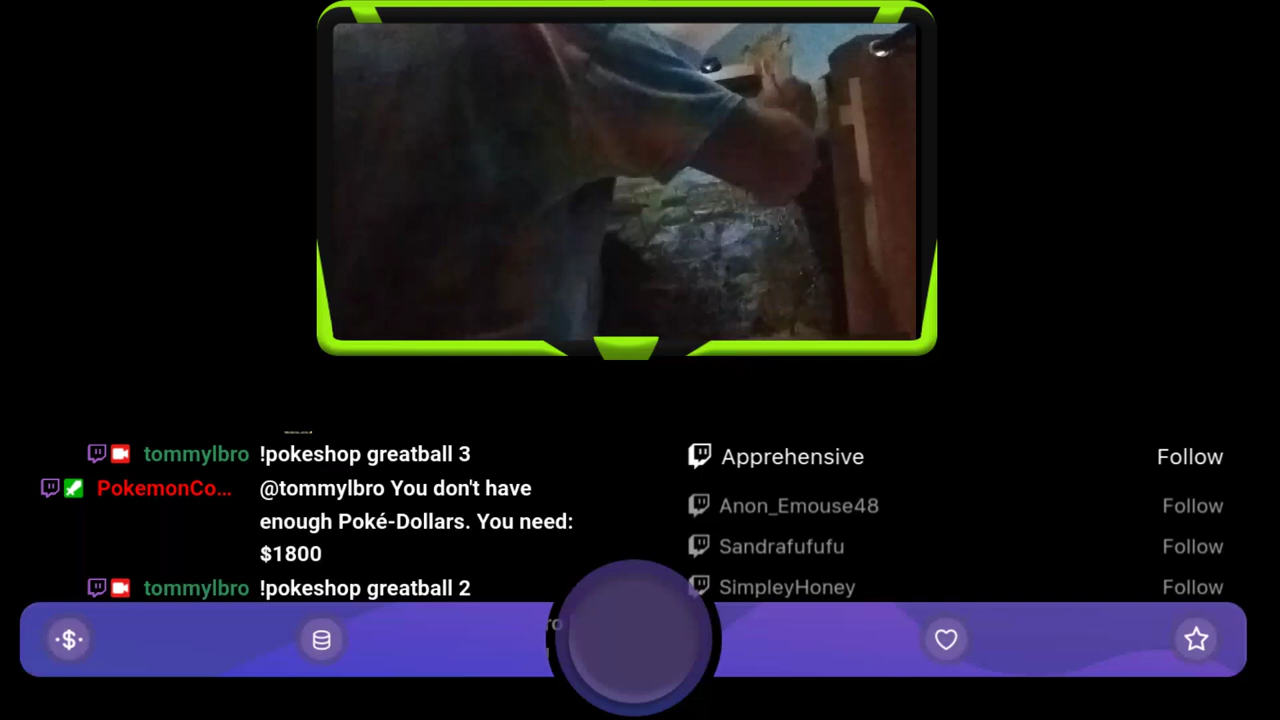 tommylbro !pokeshop greatball 3
PokemonCo... @tommylbro You don't have
enough Poké-Dollars. You need:
$1800
tommylbro !pokeshop greatball 2
ro
Apprehensive Follow
Anon_Emouse48 Follow
Sandrafufufu Follow
SimpleyHoney Follow